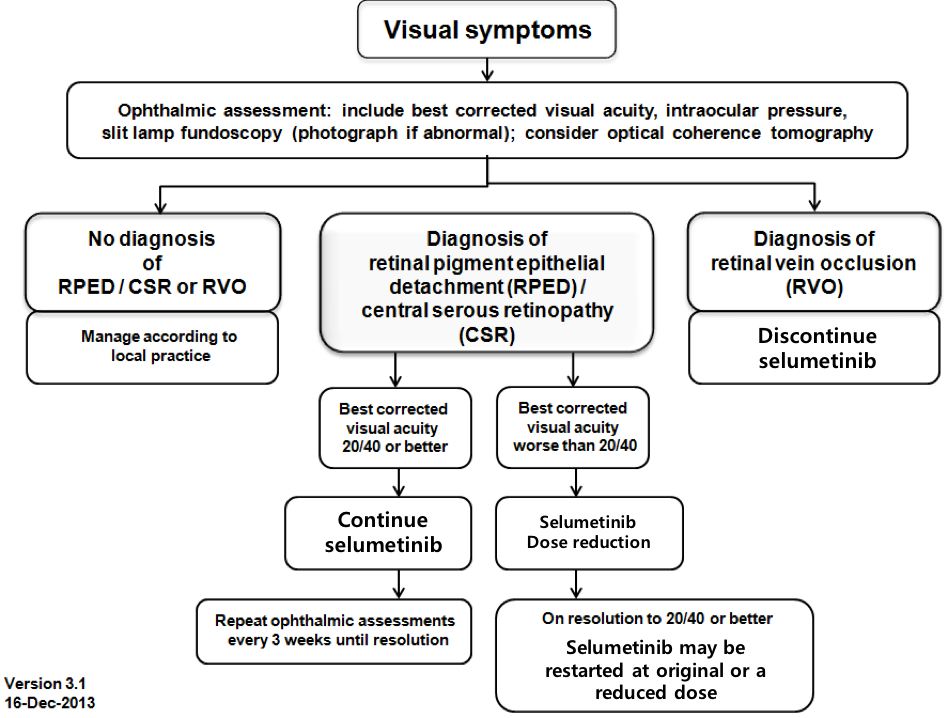 Visual symptoms
Ophthalmic assessment: include best corrected visual acuity, intraocular pressure,
slit lamp fundoscopy (photograph if abnormal); consider optical coherence tomography
No diagnosis
of
RPED / CSR or RVO
Manage according to
local practice
Diagnosis of
retinal pigment epithelial
detachment (RPED) /
central serous retinopathy
(CSR)
Diagnosis of
retinal vein occlusion
(RVO)
Discontinue
selumetinib
Best corrected
visual acuity
20/40 or better
Best corrected
visual acuity
worse than 20/40
Continue
selumetinib
Selumetinib
Dose reduction
Repeat ophthalmic assessments
every 3 weeks until resolution
On resolution to 20/40 or better
Selumetinib may be
restarted at original or a
reduced dose
Version 3.1
16-Dec-2013